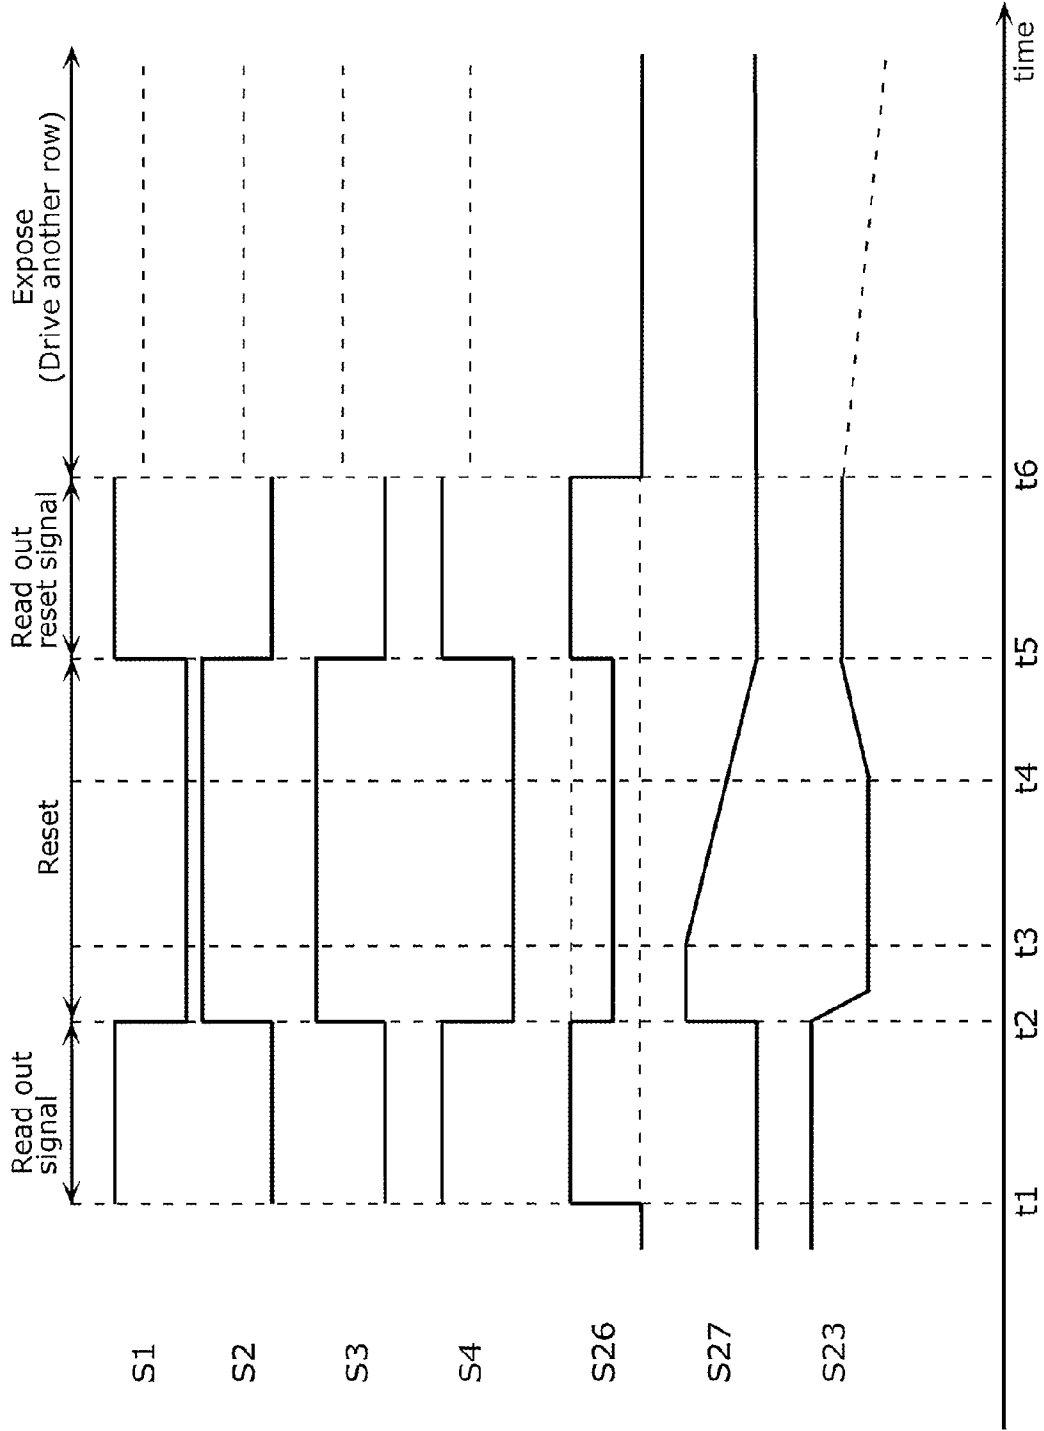 Read out
signal
Reset
Read out
reset signal
Expose
(Drive another row)
S1
S2
S3
S4
S26
S27
S23
t1
t2
t3
t4
t5
t6
time